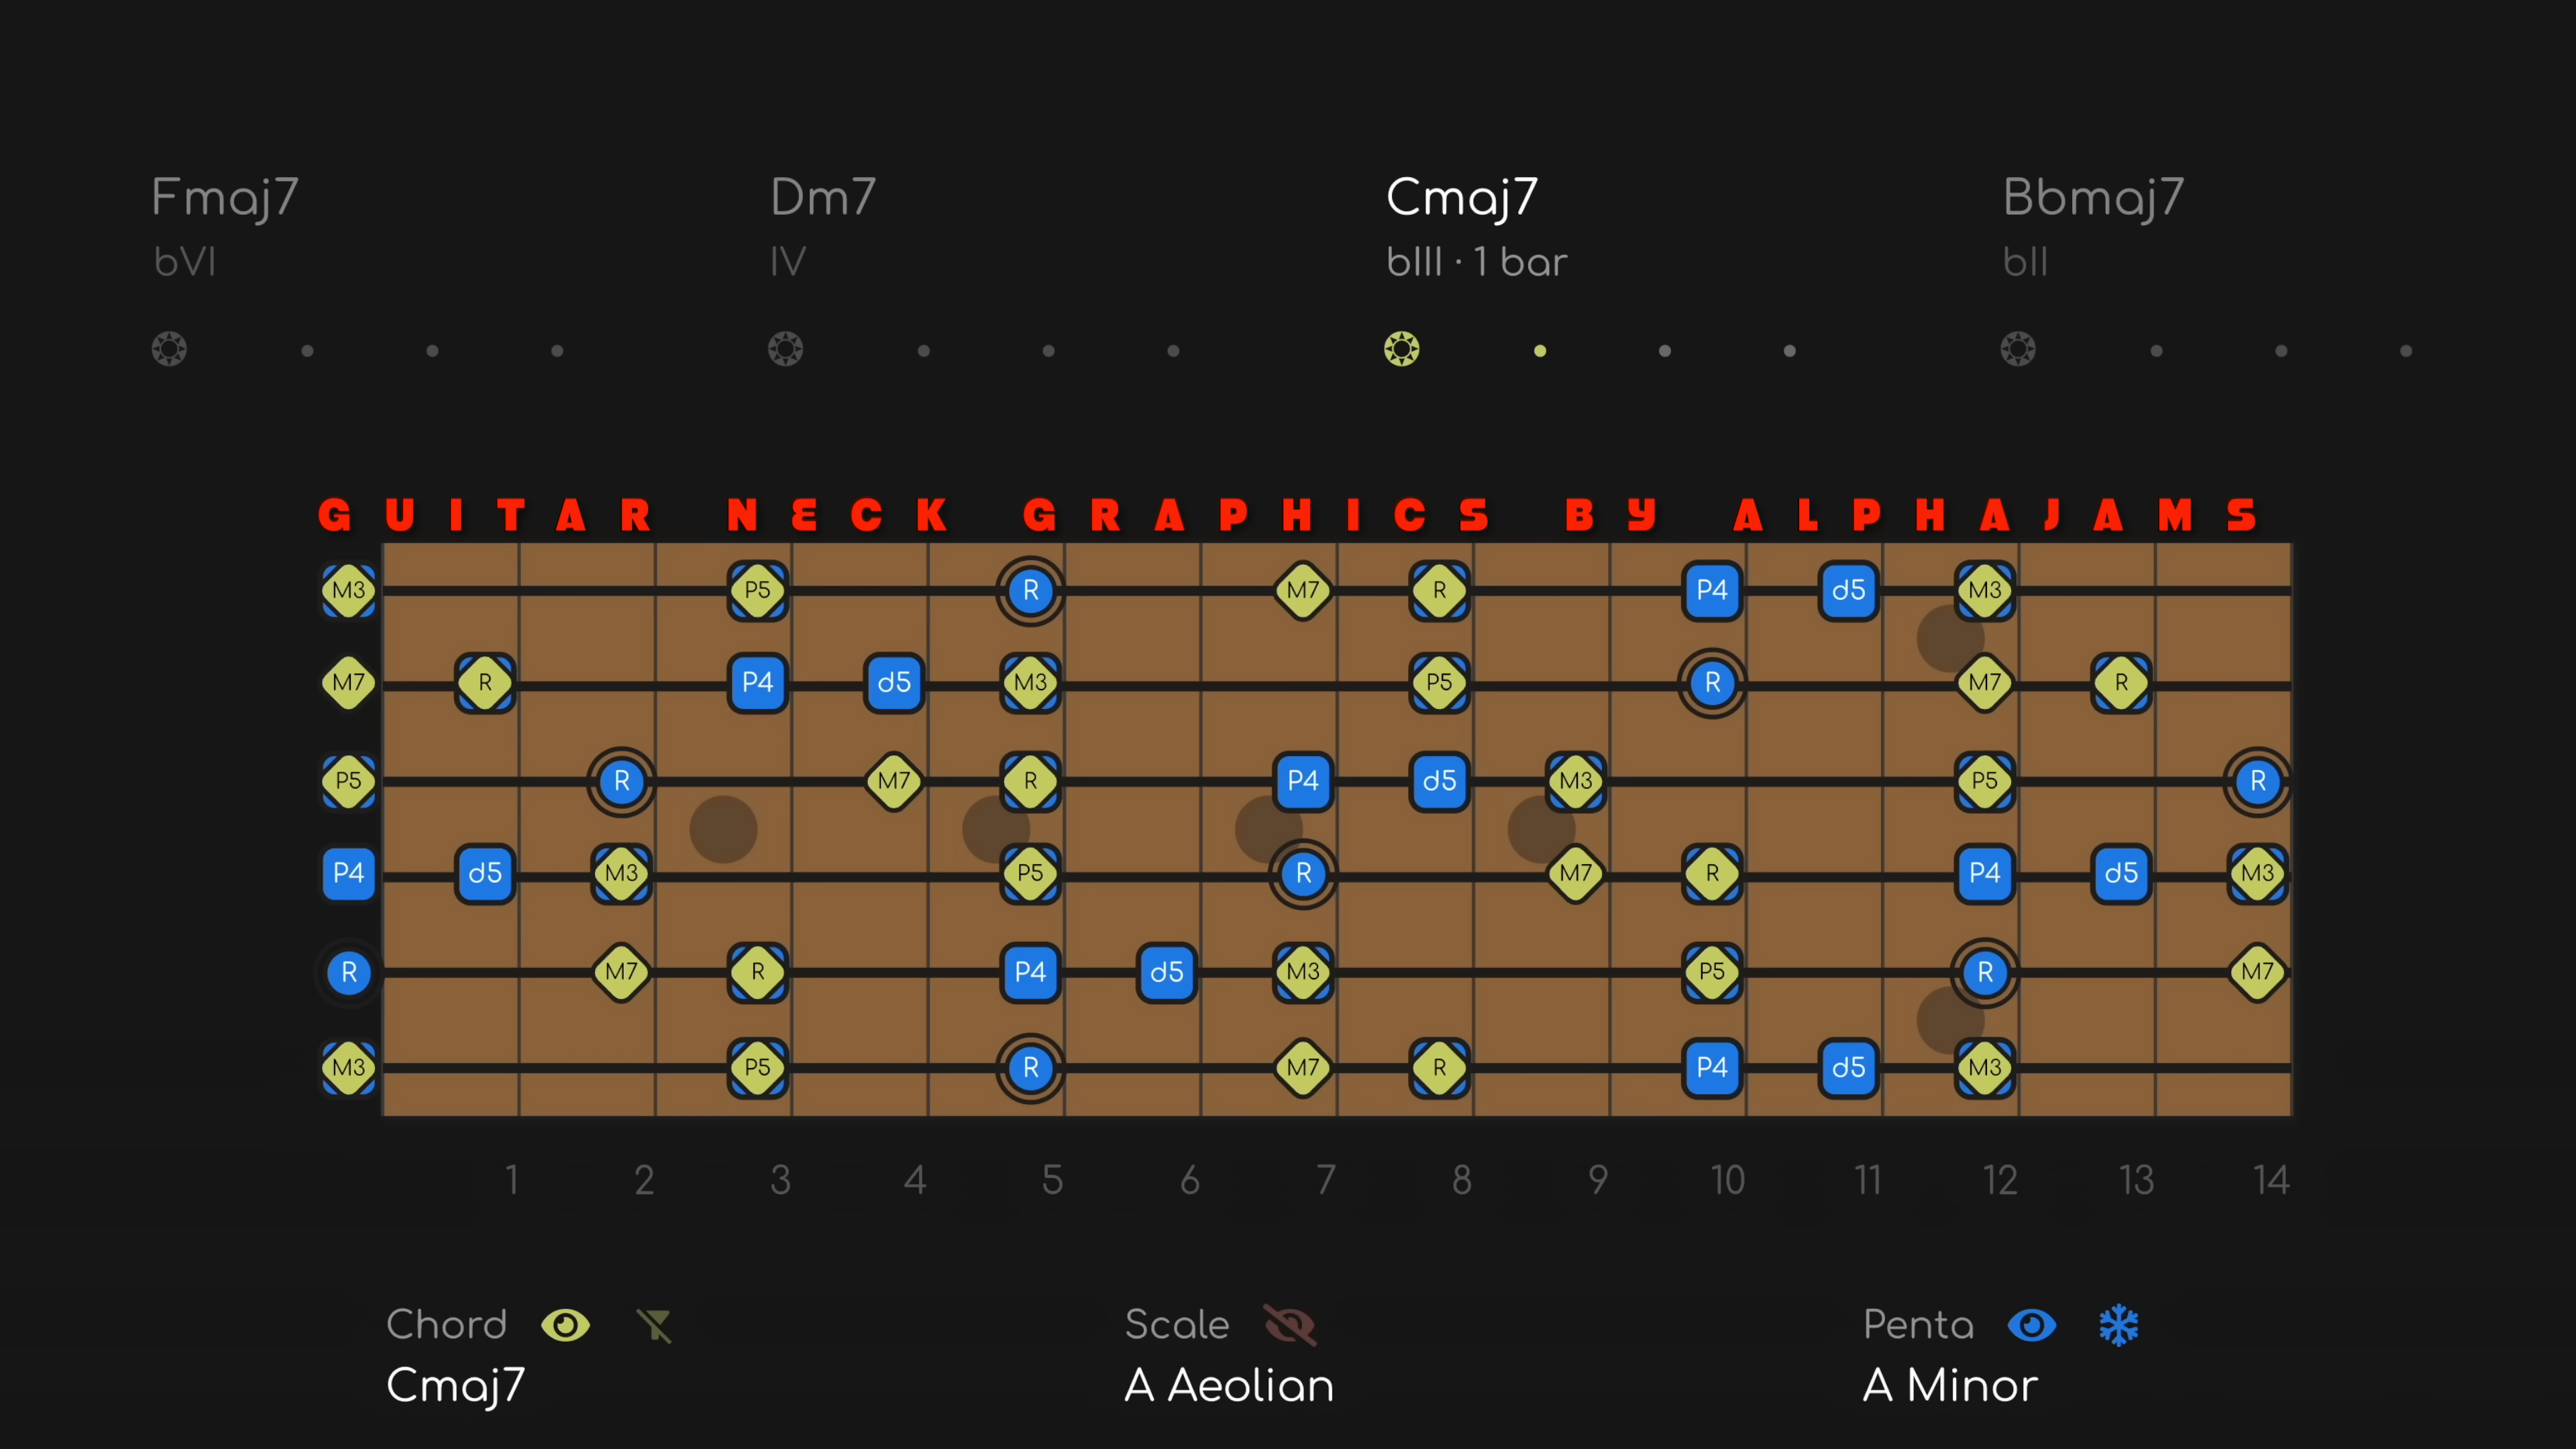 Fmaj7 Dm7 Cmaj7 Bbmaj7
bVI IV bIII · 1 bar bII
GUITAR NECK GRAPHICS BY ALPHAJAMS
M3 P5 R M7 R P4 d5 M3
M7 R P4 d5 M3 P5 R M7 R
P5 R M7 R P4 d5 M3 P5 R
P4 d5 M3 P5 R M7 R P4 d5 M3
R M7 R P4 d5 M3 P5 R M7
M3 P5 R M7 R P4 d5 M3
1 2 3 4 5 6 7 8 9 10 11 12 13 14
Chord Scale Penta
Cmaj7 A Aeolian A Minor